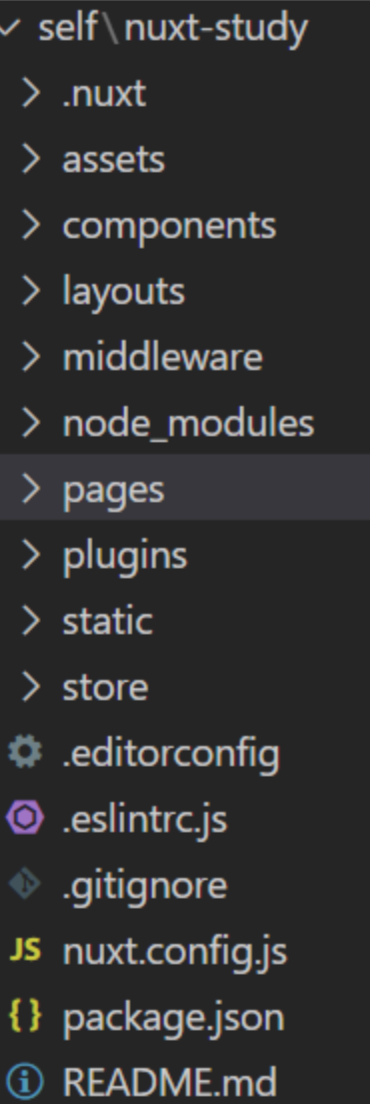 self\nuxt-study
.nuxt
assets
components
layouts
middleware
node_modules
pages
plugins
static
store
.editorconfig
.eslintrc.js
.gitignore
JS nuxt.config.js
{} package.json
README.md